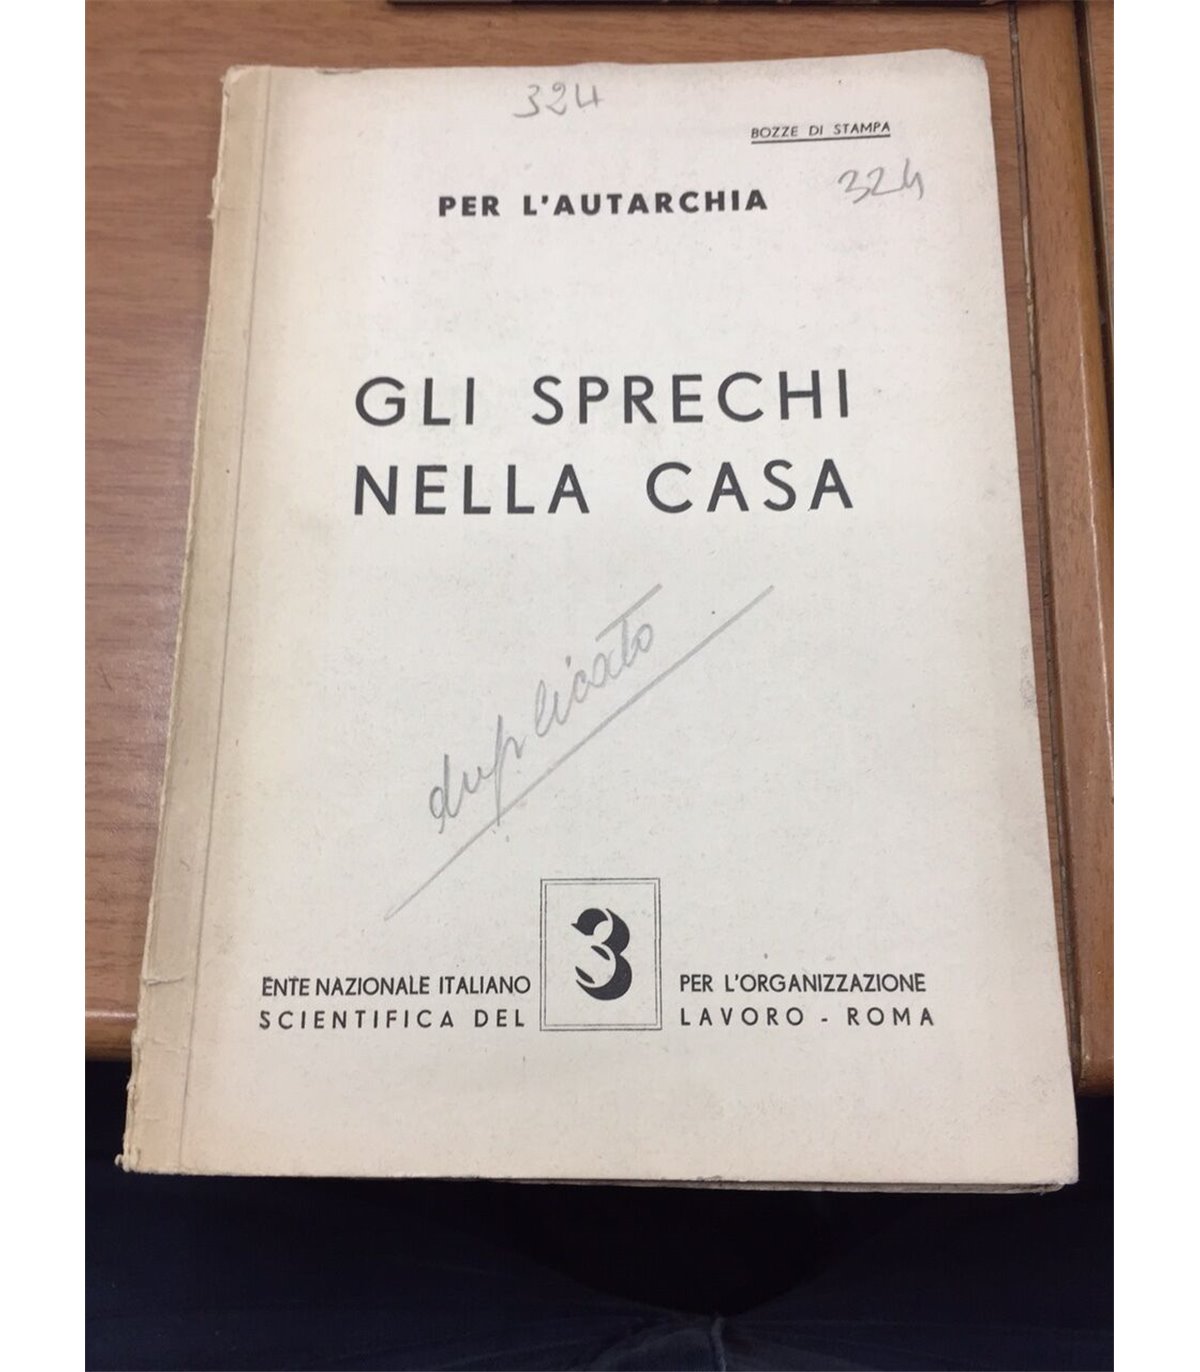 324
BOZZE DI STAMPA
324
PER L'AUTARCHIA
GLI SPRECHI
NELLA CASA
duplicato
3
ENTE NAZIONALE ITALIANO PER L'ORGANIZZAZIONE
SCIENTIFICA DEL LAVORO - ROMA